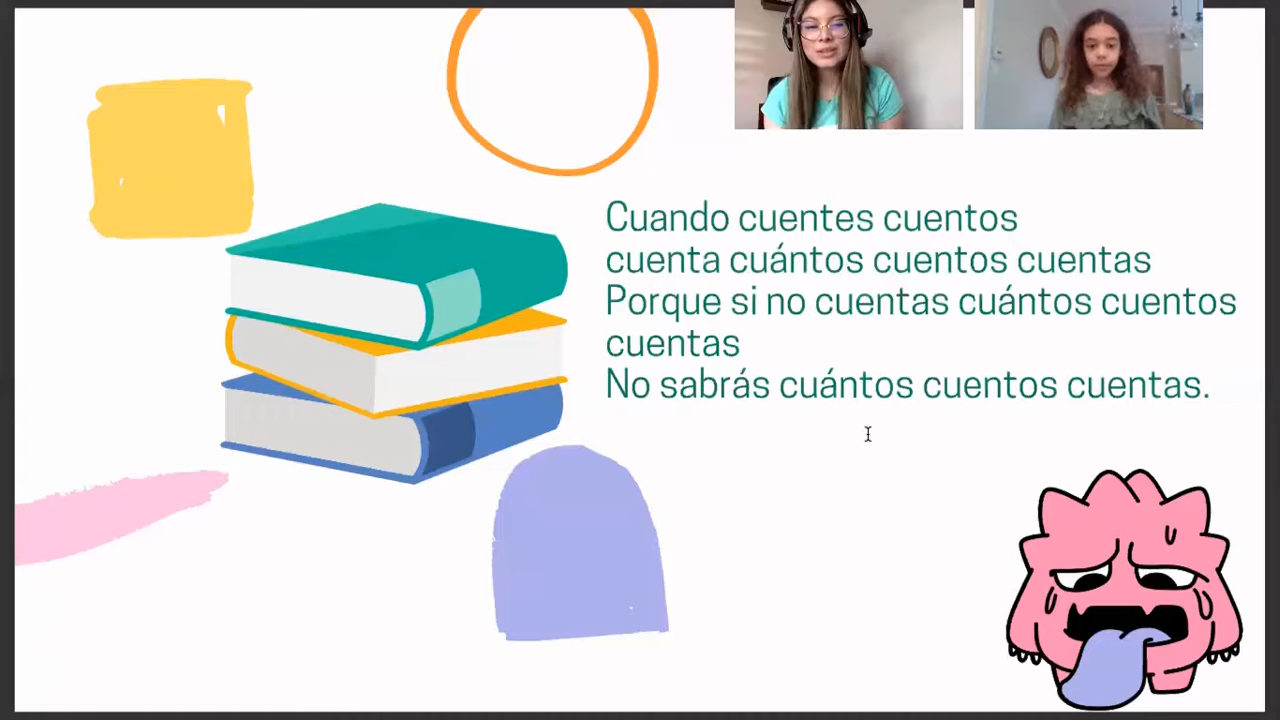 Cuando cuentes cuentos
cuenta cuántos cuentos cuentas
Porque si no cuentas cuántos cuentos
cuentas
No sabrás cuántos cuentos cuentas.